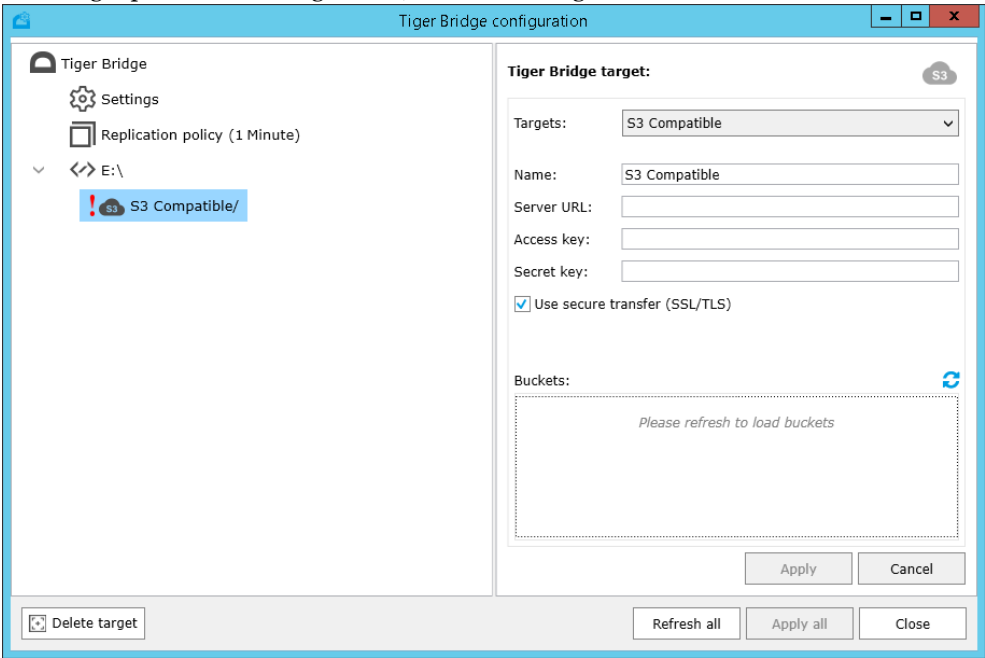 Tiger Bridge configuration
Tiger Bridge
Settings
Replication policy (1 Minute)
E:\
! S3 S3 Compatible/
Tiger Bridge target:
S3
Targets: S3 Compatible
Name: S3 Compatible
Server URL:
Access key:
Secret key:
Use secure transfer (SSL/TLS)
Buckets:
Please refresh to load buckets
Apply Cancel
Delete target
Refresh all Apply all Close